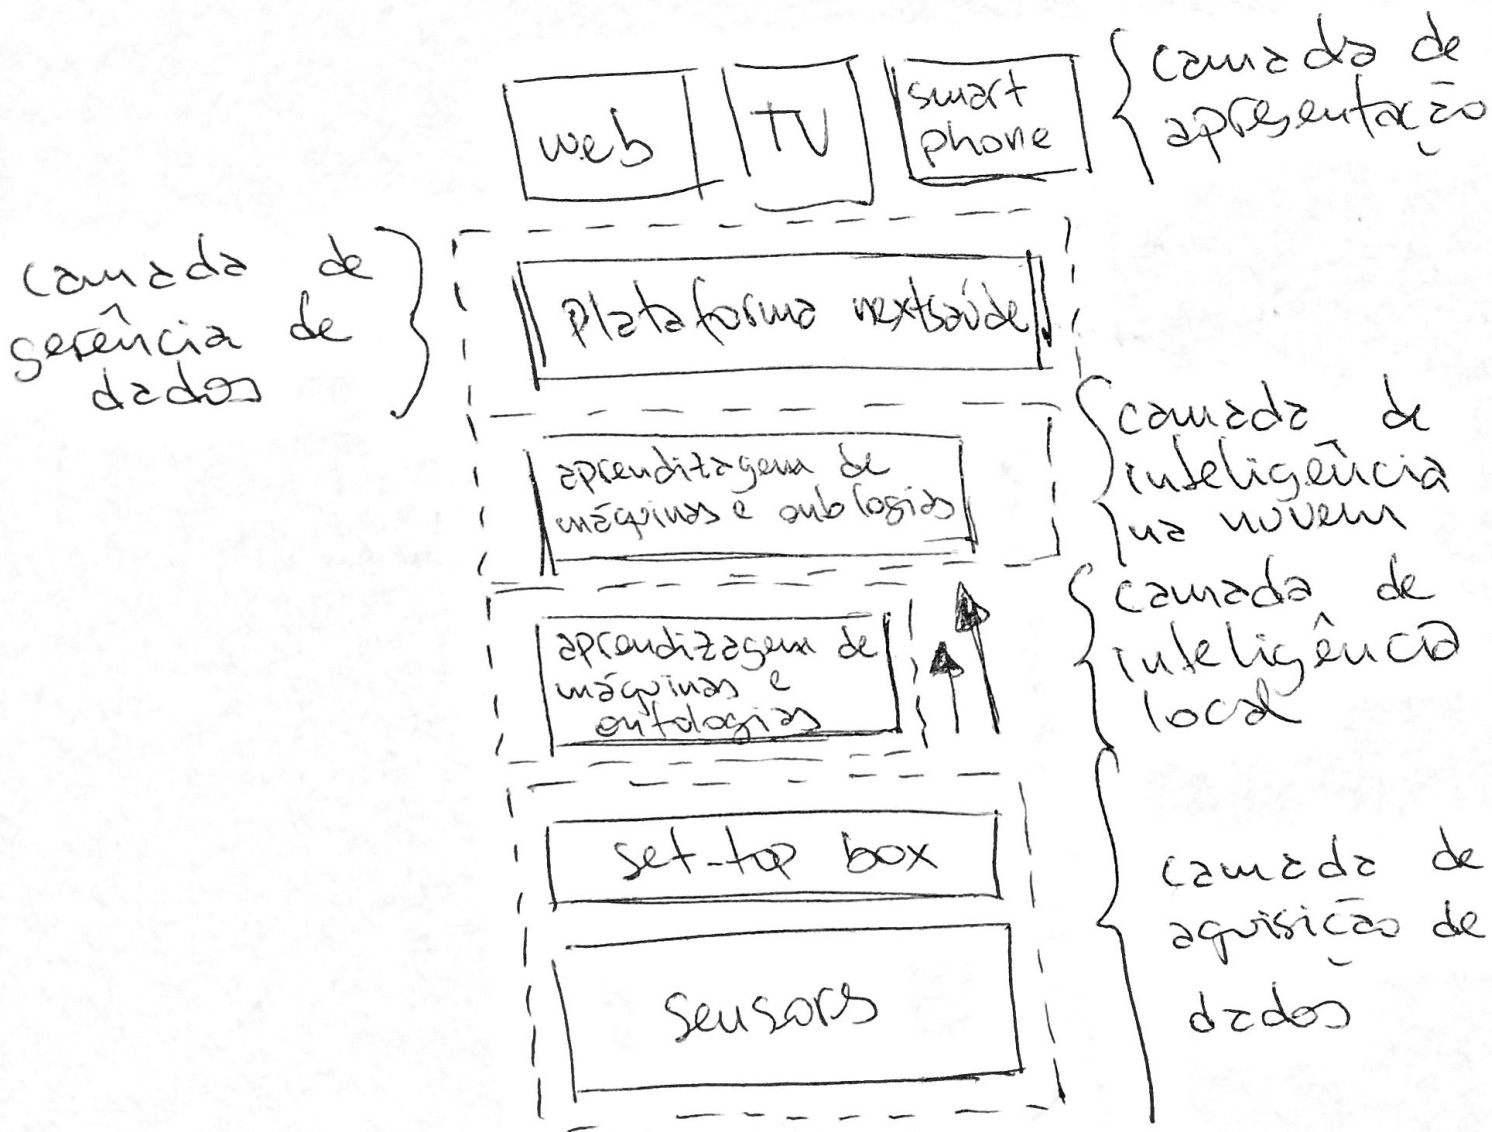 web
TV
smart
phone
camada de
apresentação
camada de
gerência de
dados
plataforma nextsaúde
aprendizagem de
máquinas e ontologias
camada de
inteligência
na nuvem
aprendizagem de
máquinas e
ontologias
camada de
inteligência
local
set-top box
sensors
camada de
aquisição de
dados